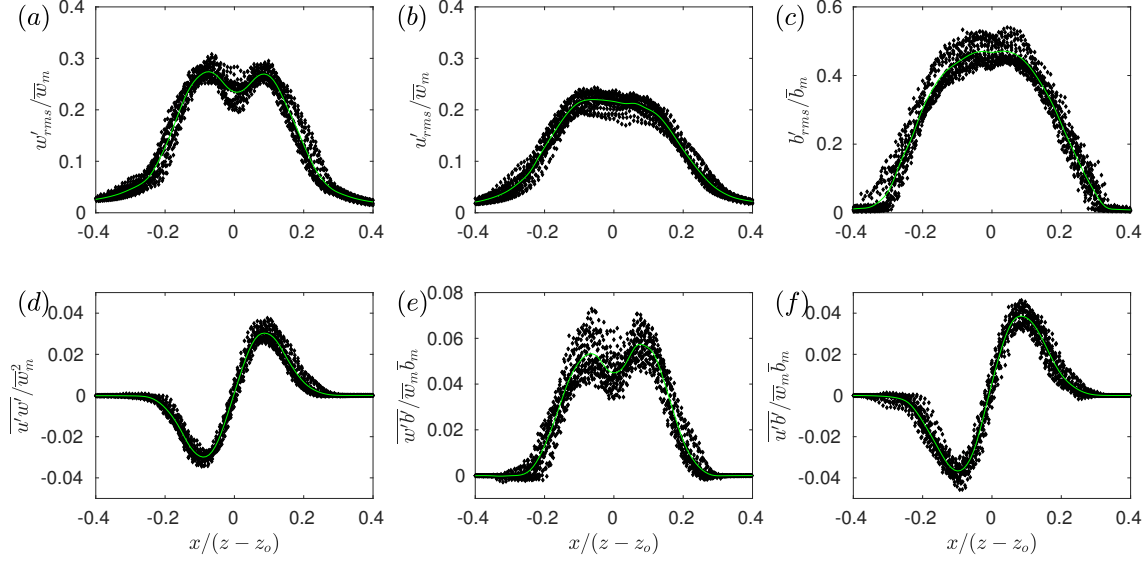 (a) (b) (c)
0.4 0.4 0.6
0.3 0.3
0.4
0.2 0.2
0.2
0.1 0.1
0 0 0
w′rms/w̅m u′rms/w̅m b′rms/b̅m
-0.4 -0.2 0 0.2 0.4 -0.4 -0.2 0 0.2 0.4 -0.4 -0.2 0 0.2 0.4
(d) (e) (f)
0.04 0.08 0.04
0.02 0.06 0.02
0 0.04 0
-0.02 0.02 -0.02
-0.04 0 -0.04
u̅′w̅′/w̅²m w̅′b̅′/w̅mb̅m u̅′b̅′/w̅mb̅m
-0.4 -0.2 0 0.2 0.4 -0.4 -0.2 0 0.2 0.4 -0.4 -0.2 0 0.2 0.4
x/(z − zo) x/(z − zo) x/(z − zo)